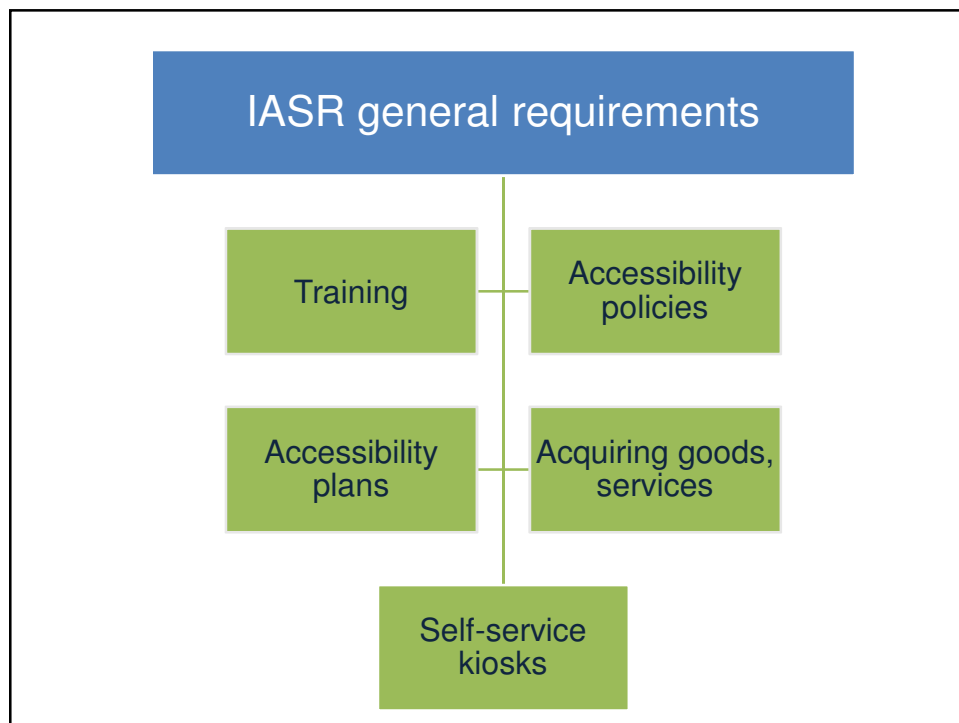 IASR general requirements
Training
Accessibility
policies
Accessibility
plans
Acquiring goods,
services
Self-service
kiosks